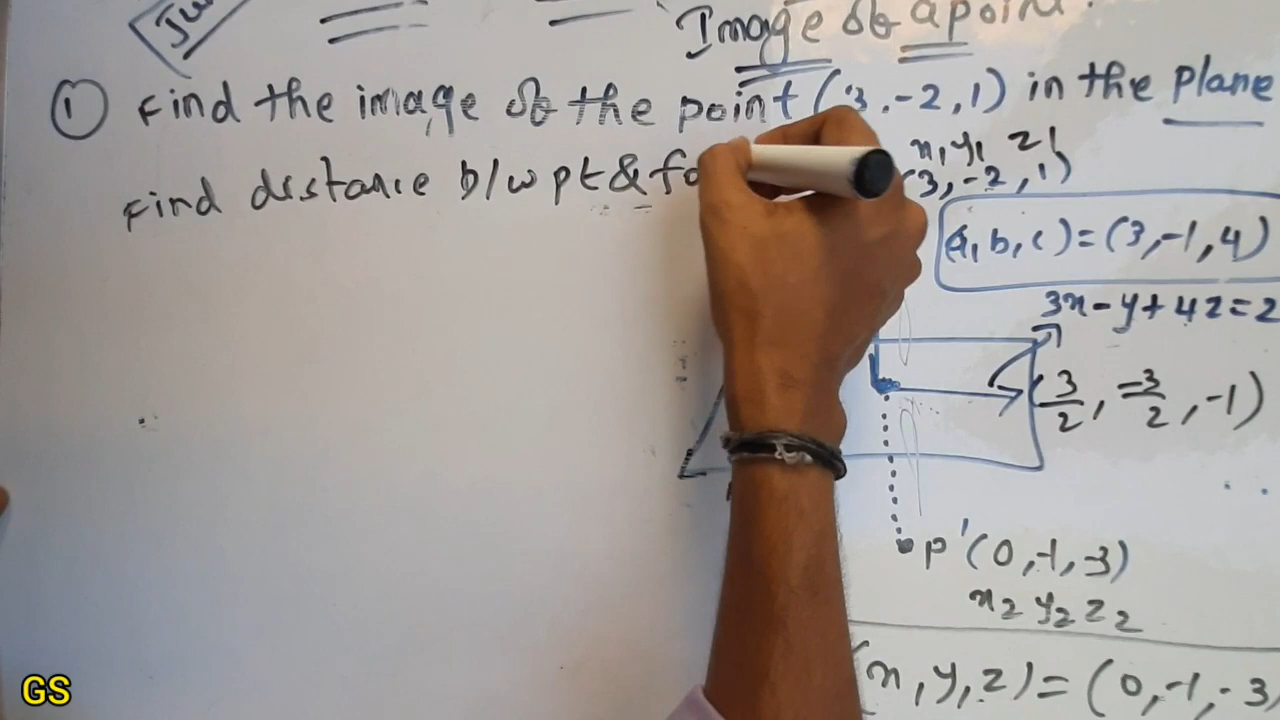 Image of a point.
① Find the image of the point (3,-2,1) in the plane
x₁ y₁ z₁
Find distance b/w pt & fo
(3,-2,1)
(a,b,c)=(3,-1,4)
3x-y+4z=2
(3/2, -3/2, -1)
p'(0,-1,-3)
x₂ y₂ z₂
(x,y,z)=(0,-1,-3)
GS